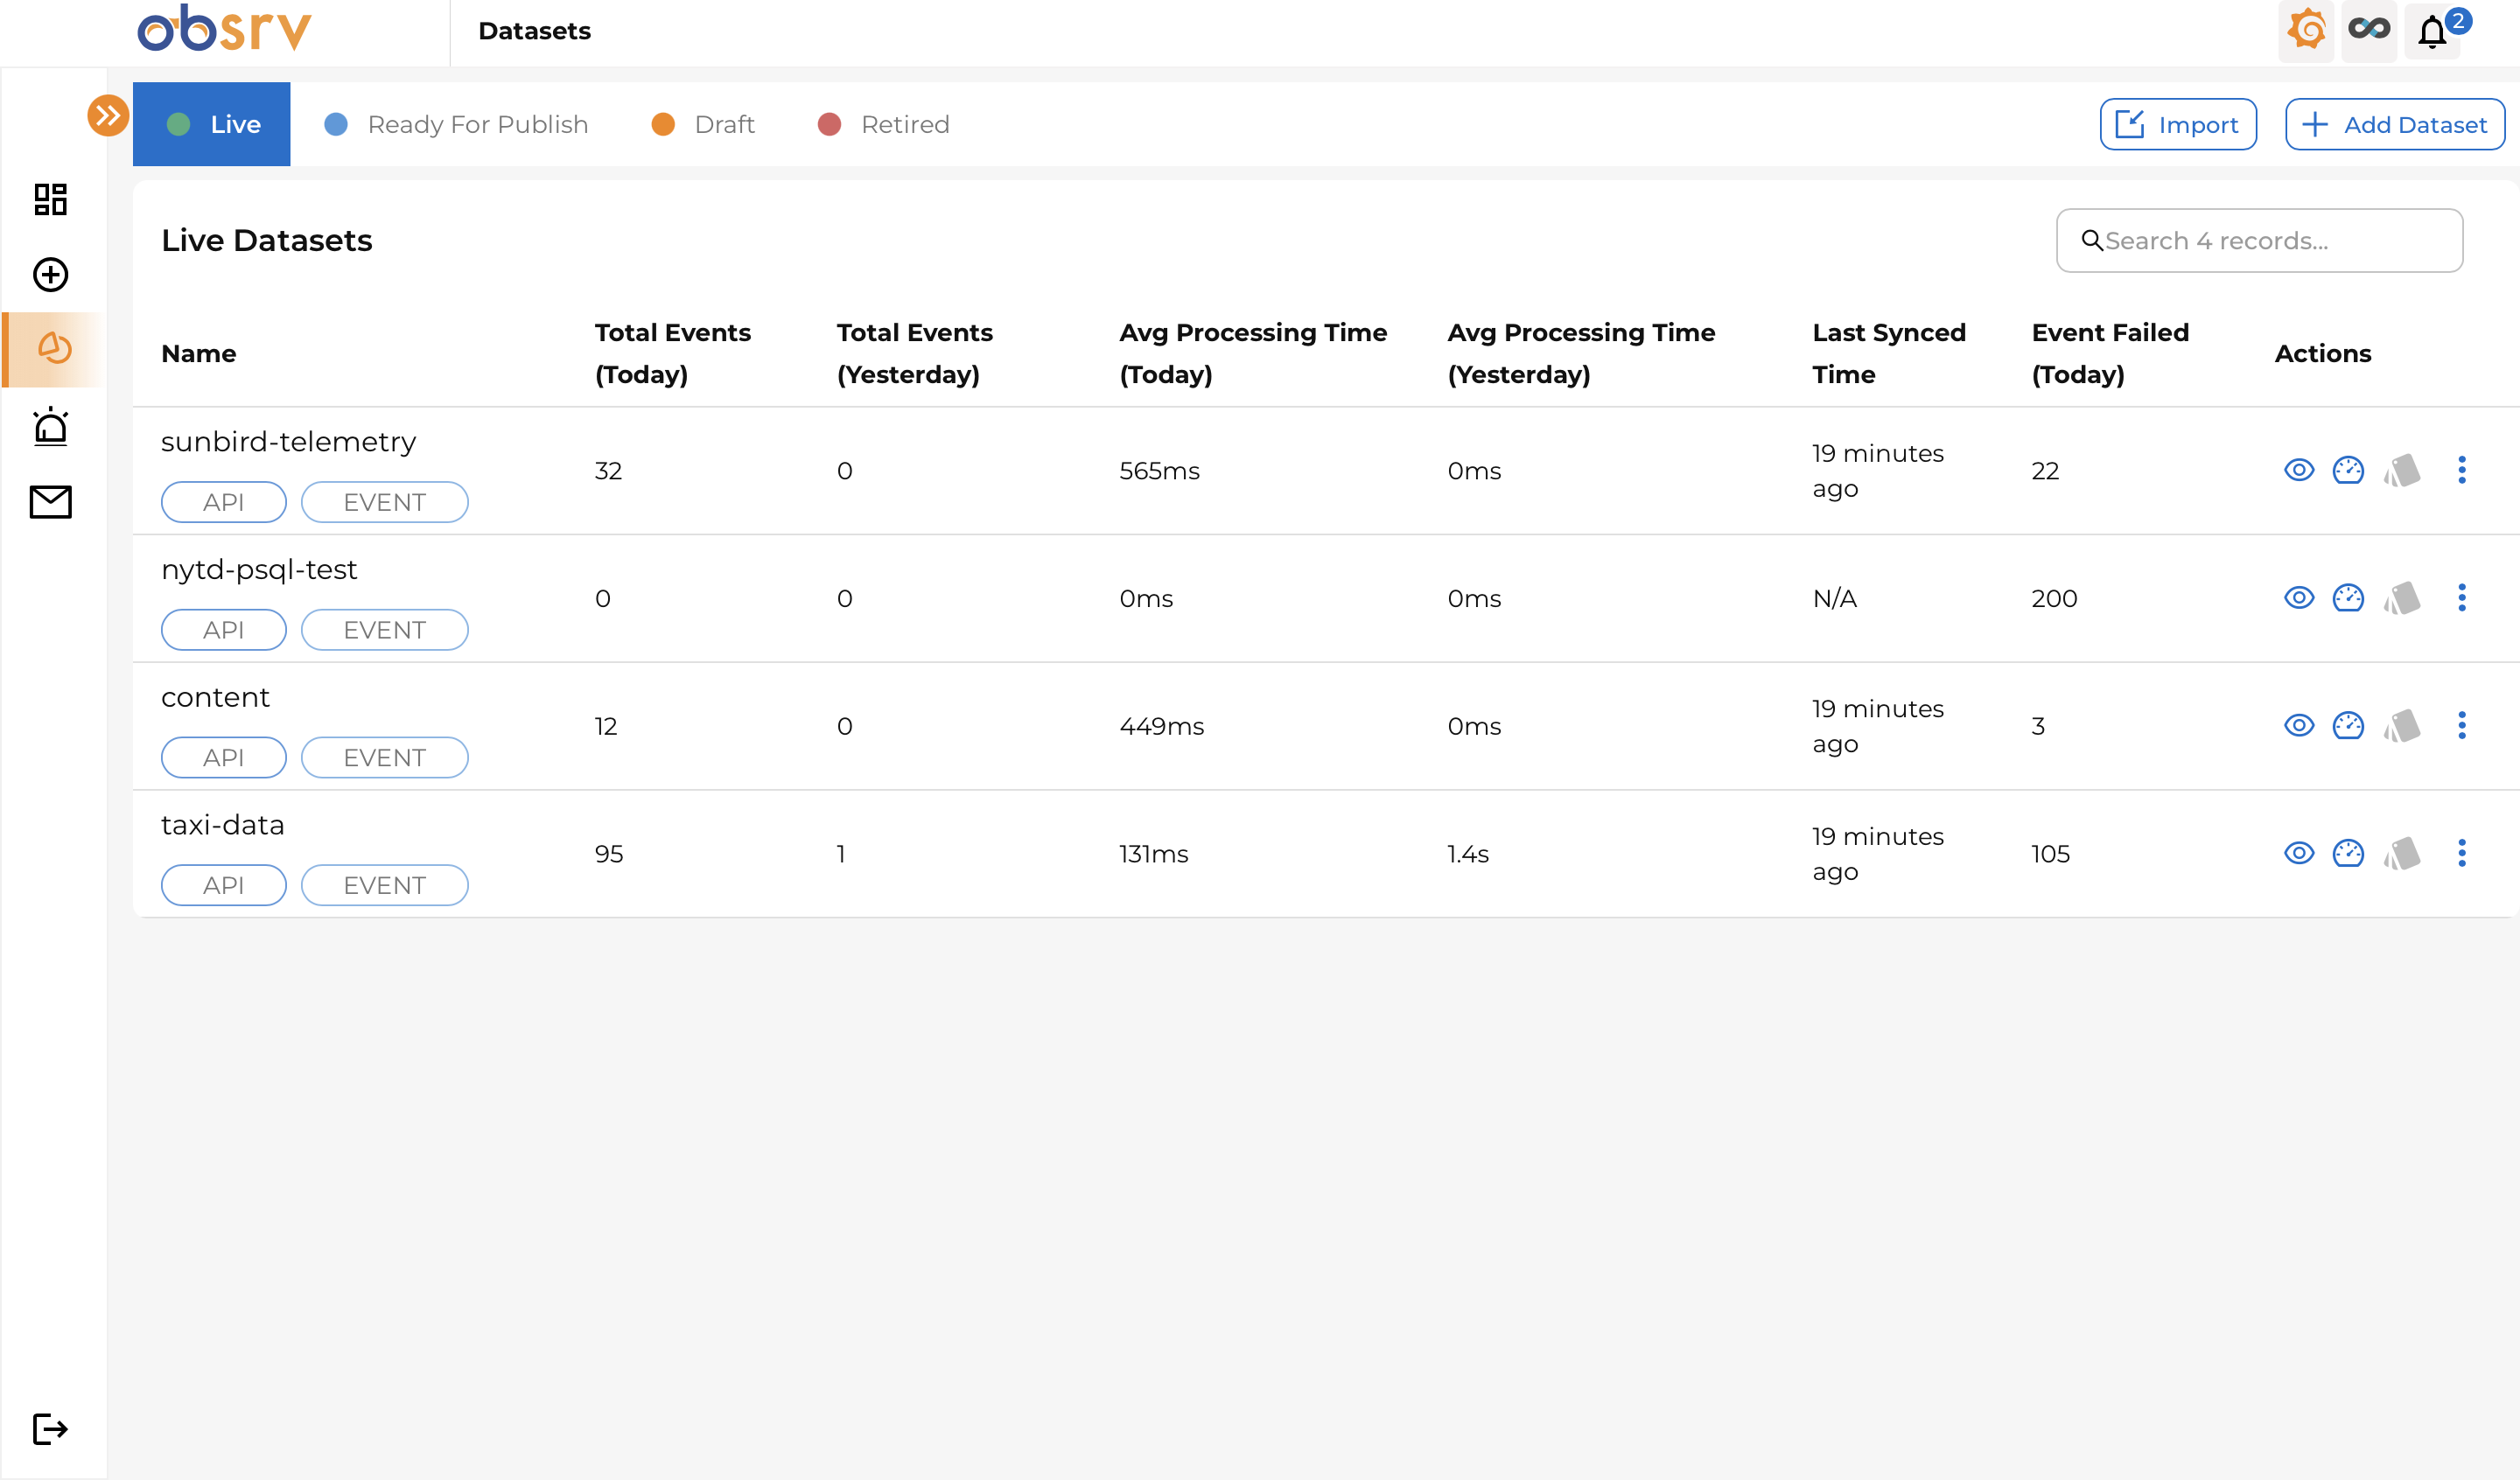 obsrv
Datasets
2
Live
Ready For Publish
Draft
Retired
Import
Add Dataset
Live Datasets
Search 4 records...
Name
Total Events
(Today)
Total Events
(Yesterday)
Avg Processing Time
(Today)
Avg Processing Time
(Yesterday)
Last Synced
Time
Event Failed
(Today)
Actions
sunbird-telemetry
API
EVENT
32
0
565ms
0ms
19 minutes
ago
22
nytd-psql-test
API
EVENT
0
0
0ms
0ms
N/A
200
content
API
EVENT
12
0
449ms
0ms
19 minutes
ago
3
taxi-data
API
EVENT
95
1
131ms
1.4s
19 minutes
ago
105